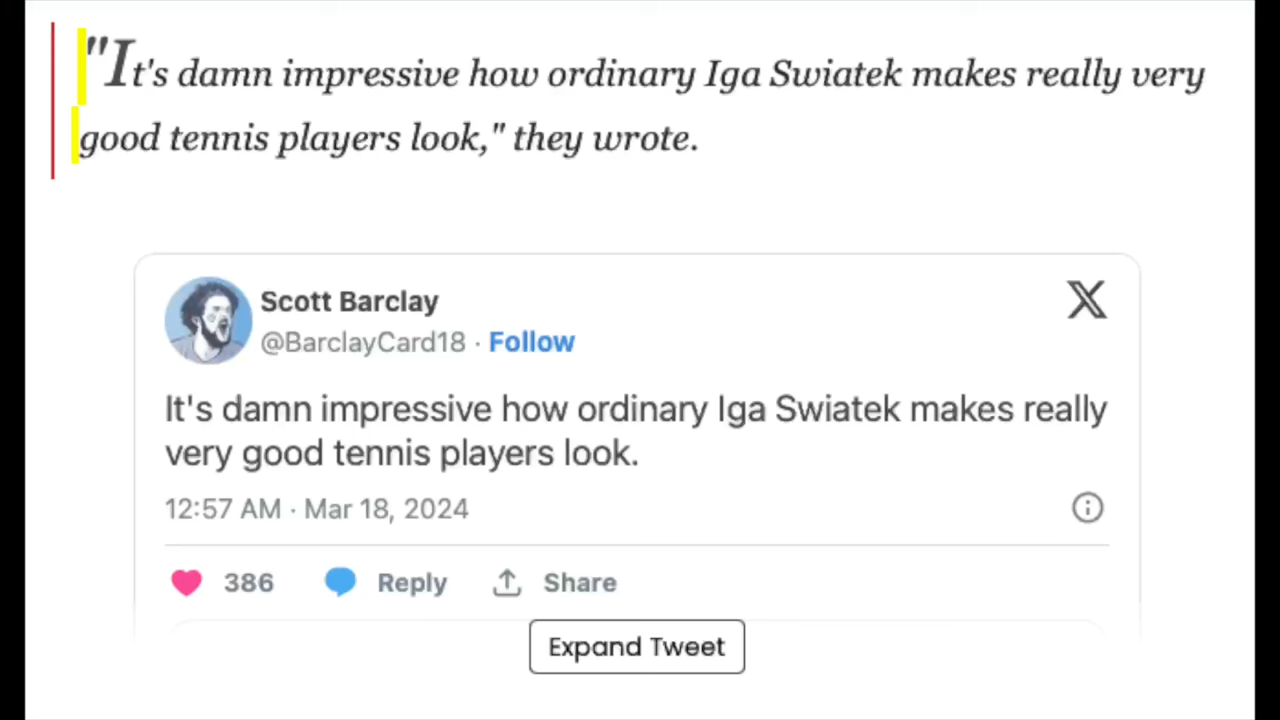 "It's damn impressive how ordinary Iga Swiatek makes really very
good tennis players look," they wrote.
Scott Barclay
@BarclayCard18 · Follow
It's damn impressive how ordinary Iga Swiatek makes really
very good tennis players look.
12:57 AM · Mar 18, 2024
386 Reply Share
Expand Tweet